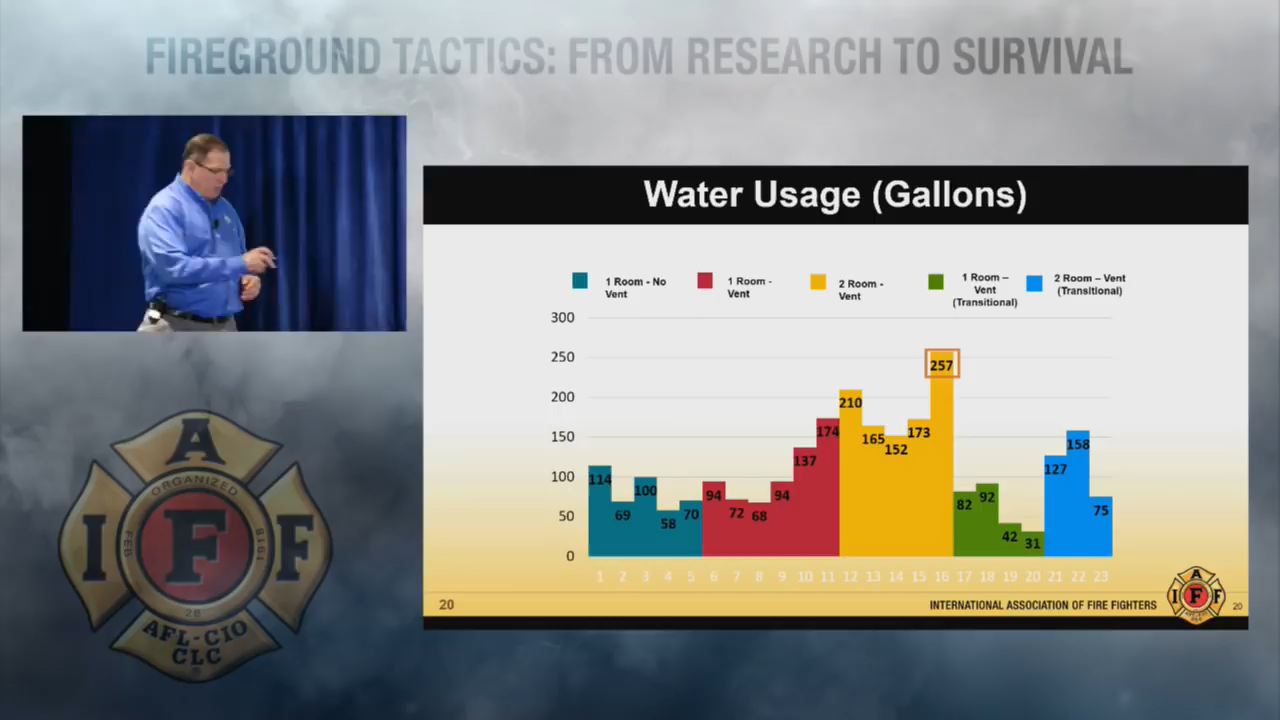 FIREGROUND TACTICS: FROM RESEARCH TO SURVIVAL
Water Usage (Gallons)
1 Room - No
Vent
1 Room -
Vent
2 Room -
Vent
1 Room –
Vent
(Transitional)
2 Room – Vent
(Transitional)
300
250
200
150
100
50
0
114
69
100
58
70
94
72
68
94
137
174
210
165
152
173
257
82
92
42
31
127
158
75
1 2 3 4 5 6 7 8 9 10 11 12 13 14 15 16 17 18 19 20 21 22 23
20
INTERNATIONAL ASSOCIATION OF FIRE FIGHTERS
I A F F
20
A
ORGANIZED
I F F
FEB 1918
28
AFL-CIO
CLC